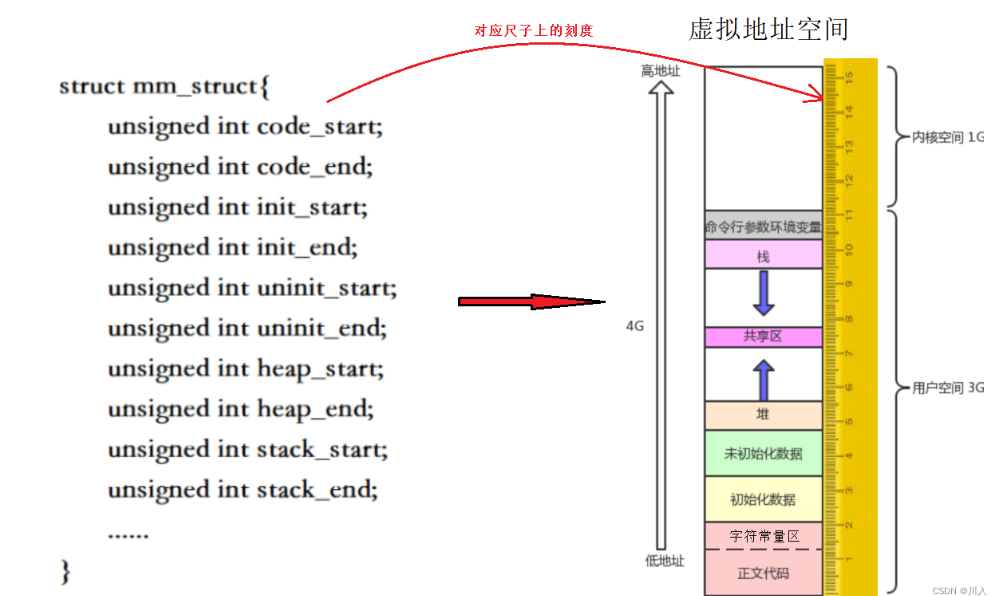 对应尺子上的刻度
虚拟地址空间
struct mm_struct{
unsigned int code_start;
unsigned int code_end;
unsigned int init_start;
unsigned int init_end;
unsigned int uninit_start;
unsigned int uninit_end;
unsigned int heap_start;
unsigned int heap_end;
unsigned int stack_start;
unsigned int stack_end;
......
}
高地址
4G
低地址
命令行参数环境变量
栈
共享区
堆
未初始化数据
初始化数据
字符常量区
正文代码
15
14
13
12
11
10
9
8
7
6
5
4
3
2
1
内核空间 1G
用户空间 3G
CSDN @川入